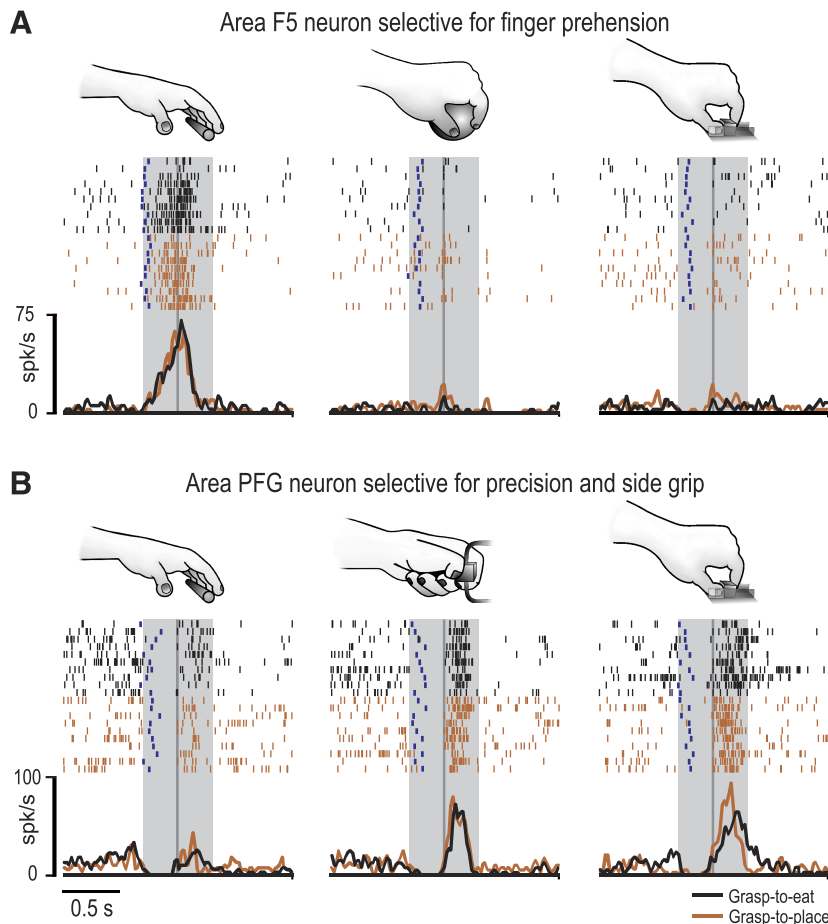 A
Area F5 neuron selective for finger prehension
75
spk/s
0
B
Area PFG neuron selective for precision and side grip
100
spk/s
0
0.5 s
Grasp-to-eat
Grasp-to-place